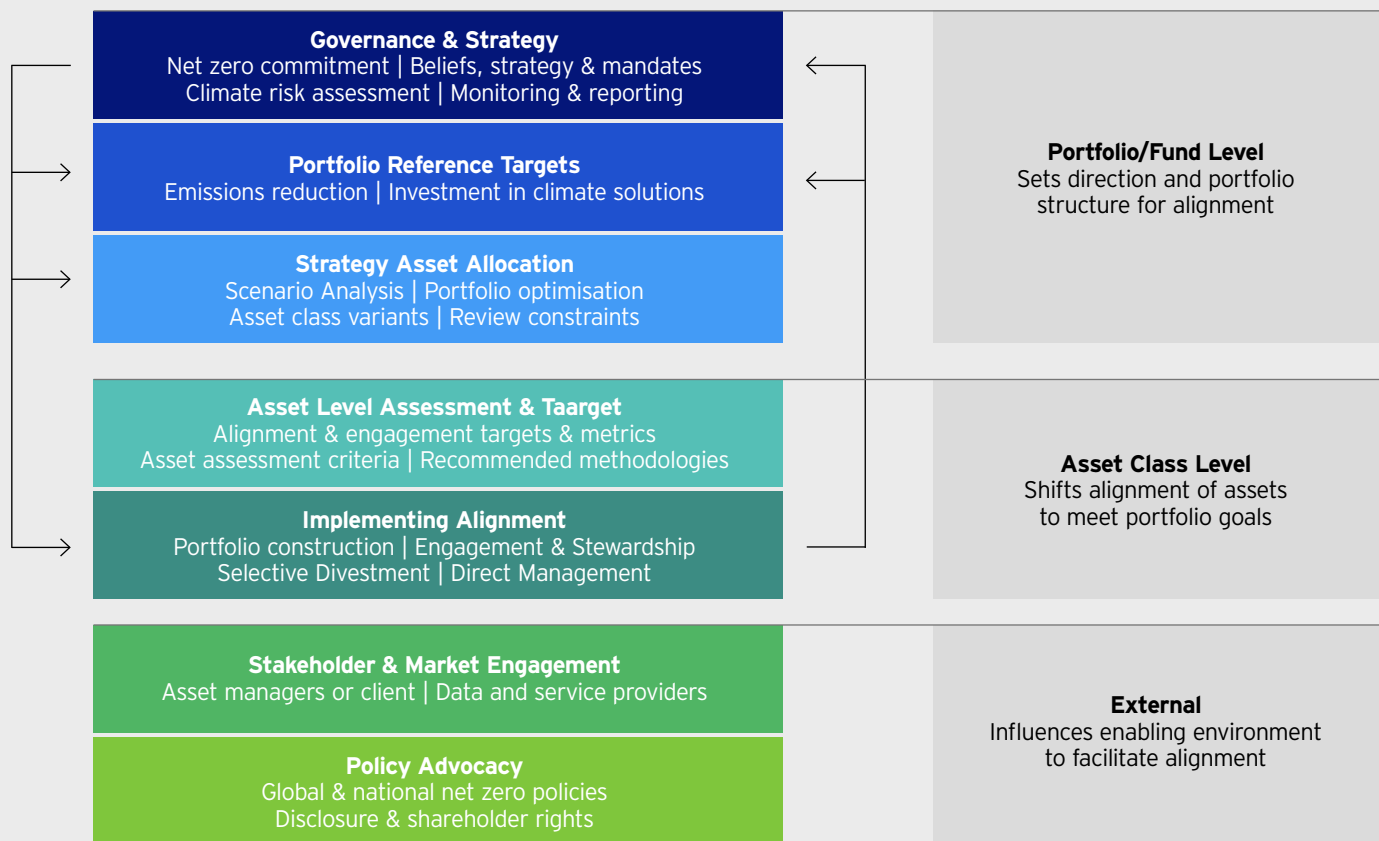 Governance & Strategy
Net zero commitment | Beliefs, strategy & mandates
Climate risk assessment | Monitoring & reporting
Portfolio Reference Targets
Emissions reduction | Investment in climate solutions
Strategy Asset Allocation
Scenario Analysis | Portfolio optimisation
Asset class variants | Review constraints
Portfolio/Fund Level
Sets direction and portfolio
structure for alignment
Asset Level Assessment & Taarget
Alignment & engagement targets & metrics
Asset assessment criteria | Recommended methodologies
Implementing Alignment
Portfolio construction | Engagement & Stewardship
Selective Divestment | Direct Management
Asset Class Level
Shifts alignment of assets
to meet portfolio goals
Stakeholder & Market Engagement
Asset managers or client | Data and service providers
Policy Advocacy
Global & national net zero policies
Disclosure & shareholder rights
External
Influences enabling environment
to facilitate alignment